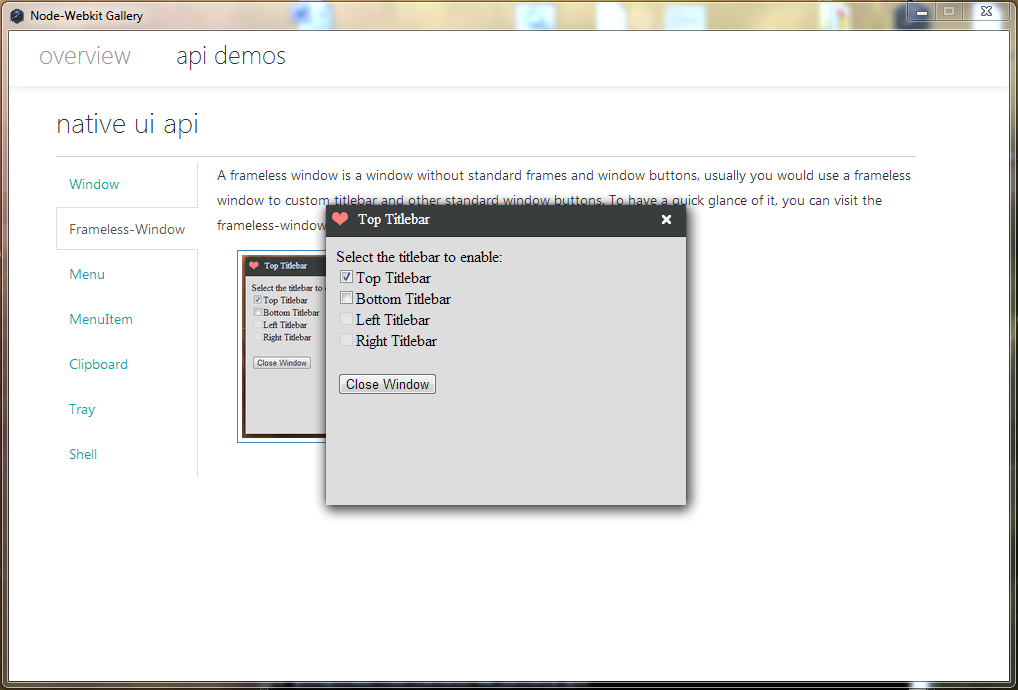 Node-Webkit Gallery
overview api demos
native ui api
Window
Frameless-Window
Menu
MenuItem
Clipboard
Tray
Shell
A frameless window is a window without standard frames and window buttons, usually you would use a frameless
window to custom titlebar and other standard window buttons. To have a quick glance of it, you can visit the
frameless-window
Top Titlebar
Select the titlebar to
Top Titlebar
Bottom Titlebar
Left Titlebar
Right Titlebar
Close Window
Top Titlebar
Select the titlebar to enable:
Top Titlebar
Bottom Titlebar
Left Titlebar
Right Titlebar
Close Window